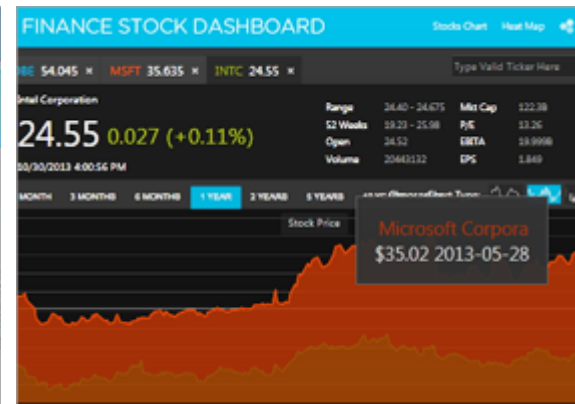 FINANCE STOCK DASHBOARD
Stocks Chart Heat Map
54.045 × MSFT 35.635 × INTC 24.55 ×
Type Valid Ticker Here
Intel Corporation
24.55 0.027 (+0.11%)
10/30/2013 4:00:56 PM
Range 24.40 - 24.675 Mkt Cap 122.3B
52 Weeks 19.23 - 25.98 P/E 13.26
Open 24.52 EBITA 19.999B
Volume 20443132 EPS 1.849
MONTH 3 MONTHS 6 MONTHS 1 YEAR 2 YEARS 5 YEARS
Stock Price
Microsoft Corpora
$35.02 2013-05-28